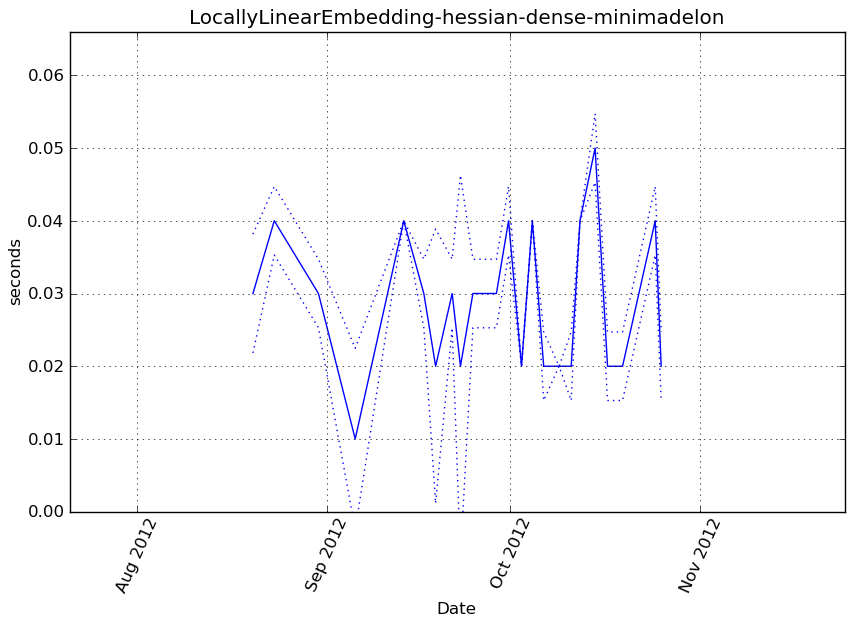 LocallyLinearEmbedding-hessian-dense-minimadelon
0.06
0.05
0.04
0.03
0.02
0.01
0.00
seconds
Aug 2012
Sep 2012
Oct 2012
Nov 2012
Date